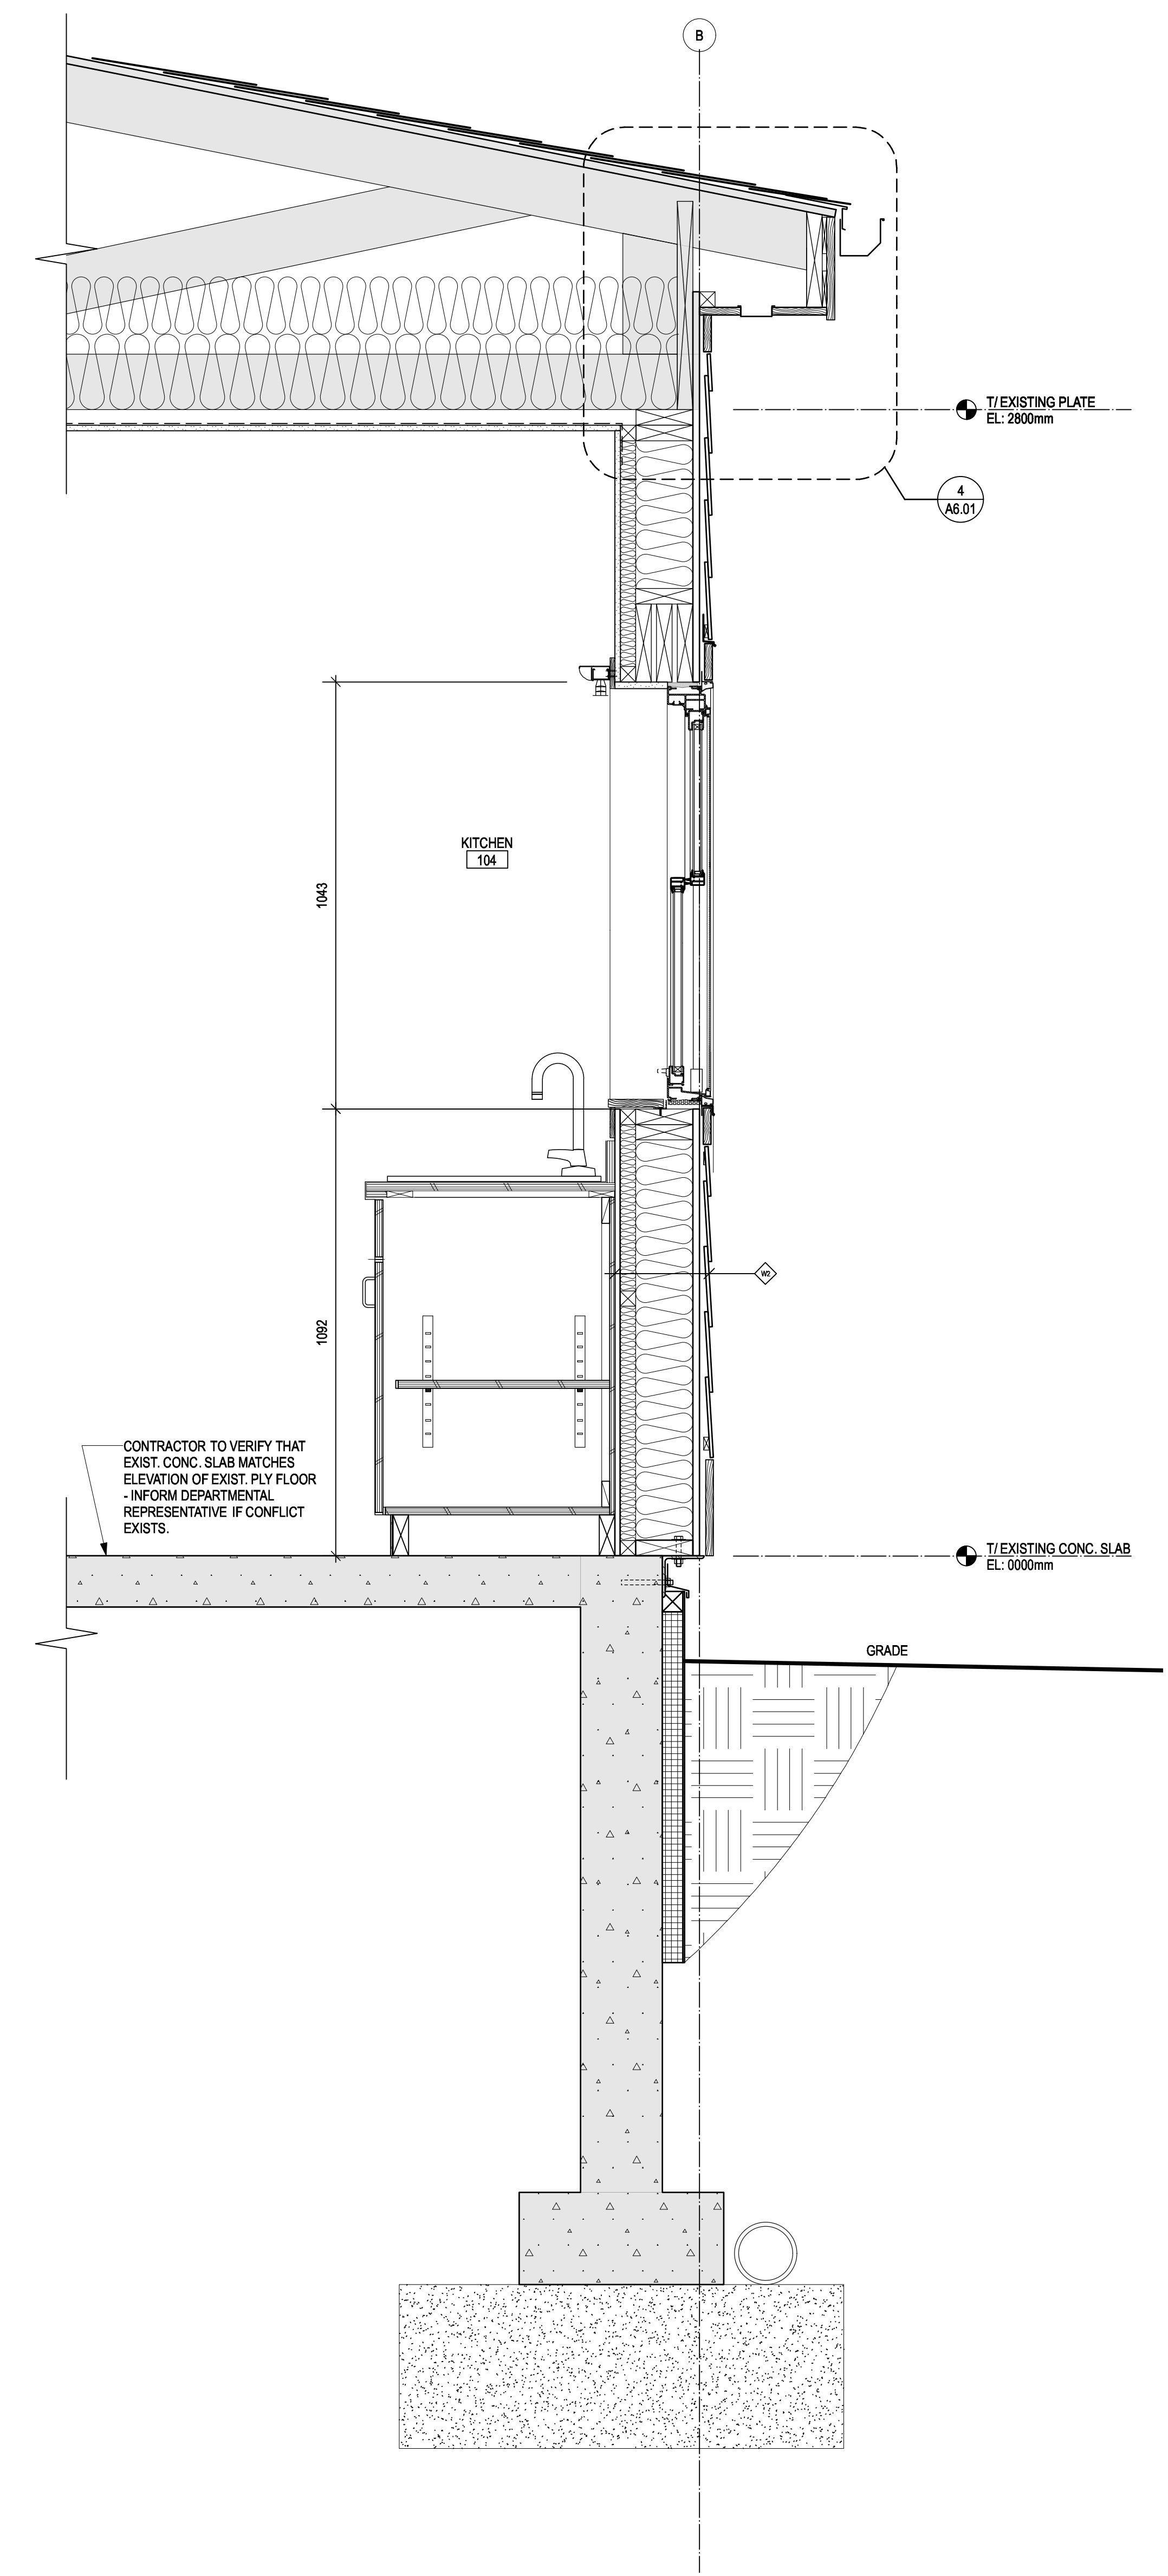 B
T/ EXISTING PLATE
EL: 2800mm
4
A6.01
KITCHEN
104
1043
W2
1092
CONTRACTOR TO VERIFY THAT
EXIST. CONC. SLAB MATCHES
ELEVATION OF EXIST. PLY FLOOR
- INFORM DEPARTMENTAL
REPRESENTATIVE IF CONFLICT
EXISTS.
T/ EXISTING CONC. SLAB
EL: 0000mm
GRADE